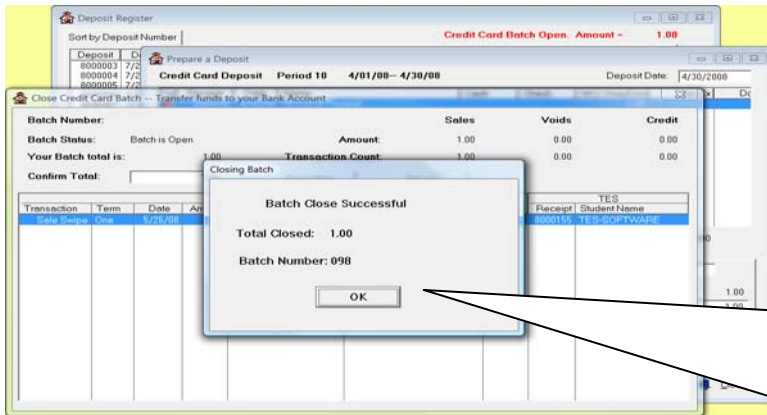 Deposit Register
Sort by Deposit Number
Credit Card Batch Open. Amount = 1.00
Deposit
8000003 7/2
8000004 7/2
8000005 7/2
Prepare a Deposit
Credit Card Deposit Period 10 4/01/08-- 4/30/08
Deposit Date: 4/30/2008
Close Credit Card Batch -- Transfer funds to your Bank Account
Batch Number: Sales Voids Credit
Batch Status: Batch is Open Amount: 1.00 0.00 0.00
Your Batch total is: 1.00 Transaction Count: 1.00 0.00 0.00
Confirm Total:
TES
Transaction Term Date Receipt Student Name
Sale Swipe One 5/26/08 8000155 TES-SOFTWARE
Closing Batch
Batch Close Successful
Total Closed: 1.00
Batch Number: 098
OK
1.00
1.00